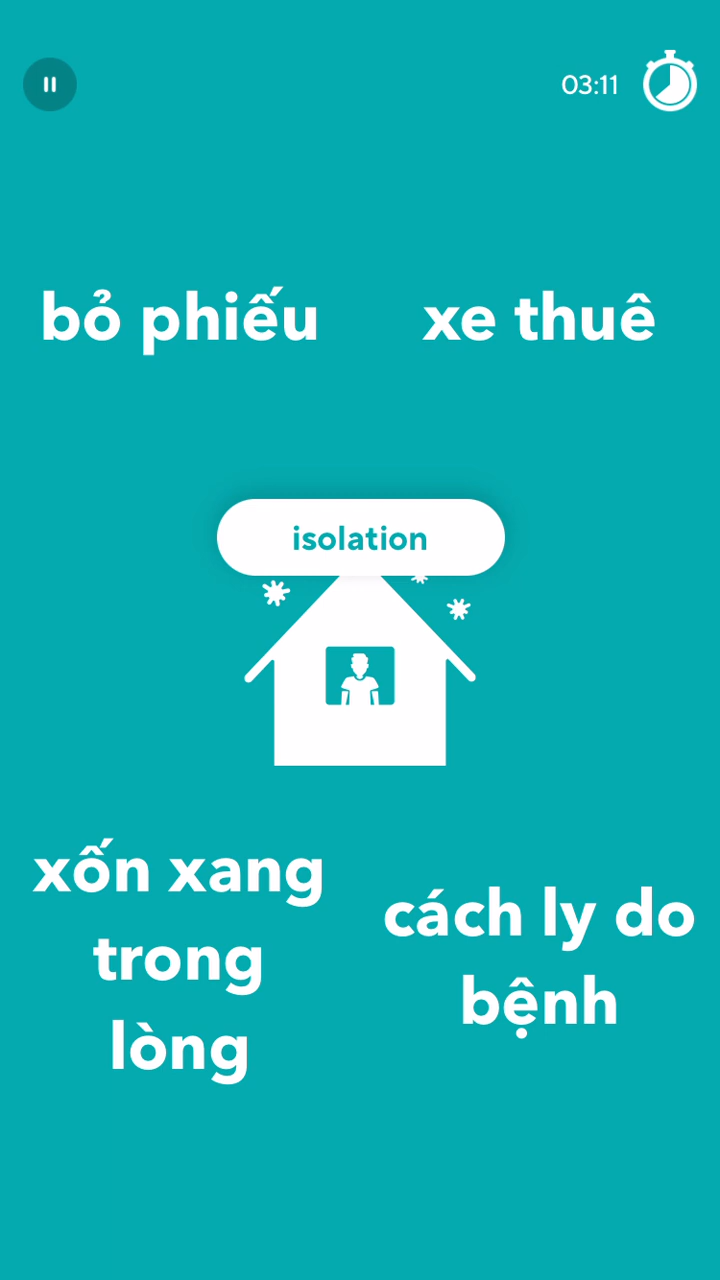 03:11
bỏ phiếu
xe thuê
isolation
xốn xang
trong
lòng
cách ly do
bệnh